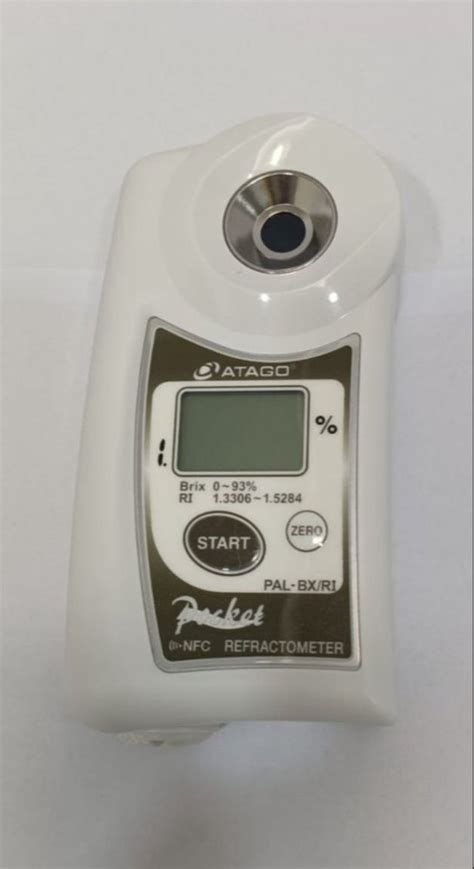 ATAGO®
1. %
Brix 0~93%
RI 1.3306~1.5284
START ZERO
PAL-BX/RI
Pocket
NFC REFRACTOMETER